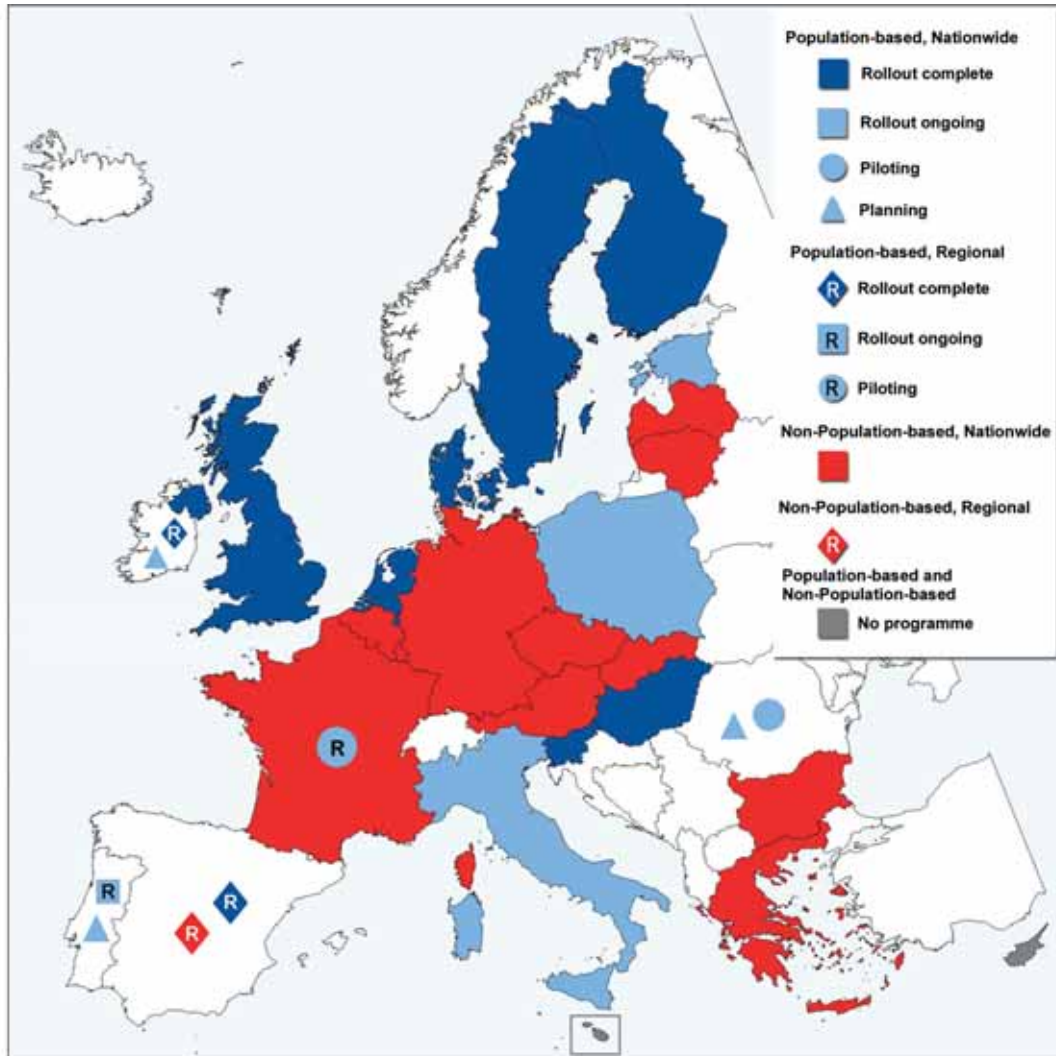 Population-based, Nationwide
Rollout complete
Rollout ongoing
Piloting
Planning
Population-based, Regional
R Rollout complete
R Rollout ongoing
R Piloting
Non-Population-based, Nationwide
Non-Population-based, Regional
R
Population-based and
Non-Population-based
No programme
R
R
R
R
R